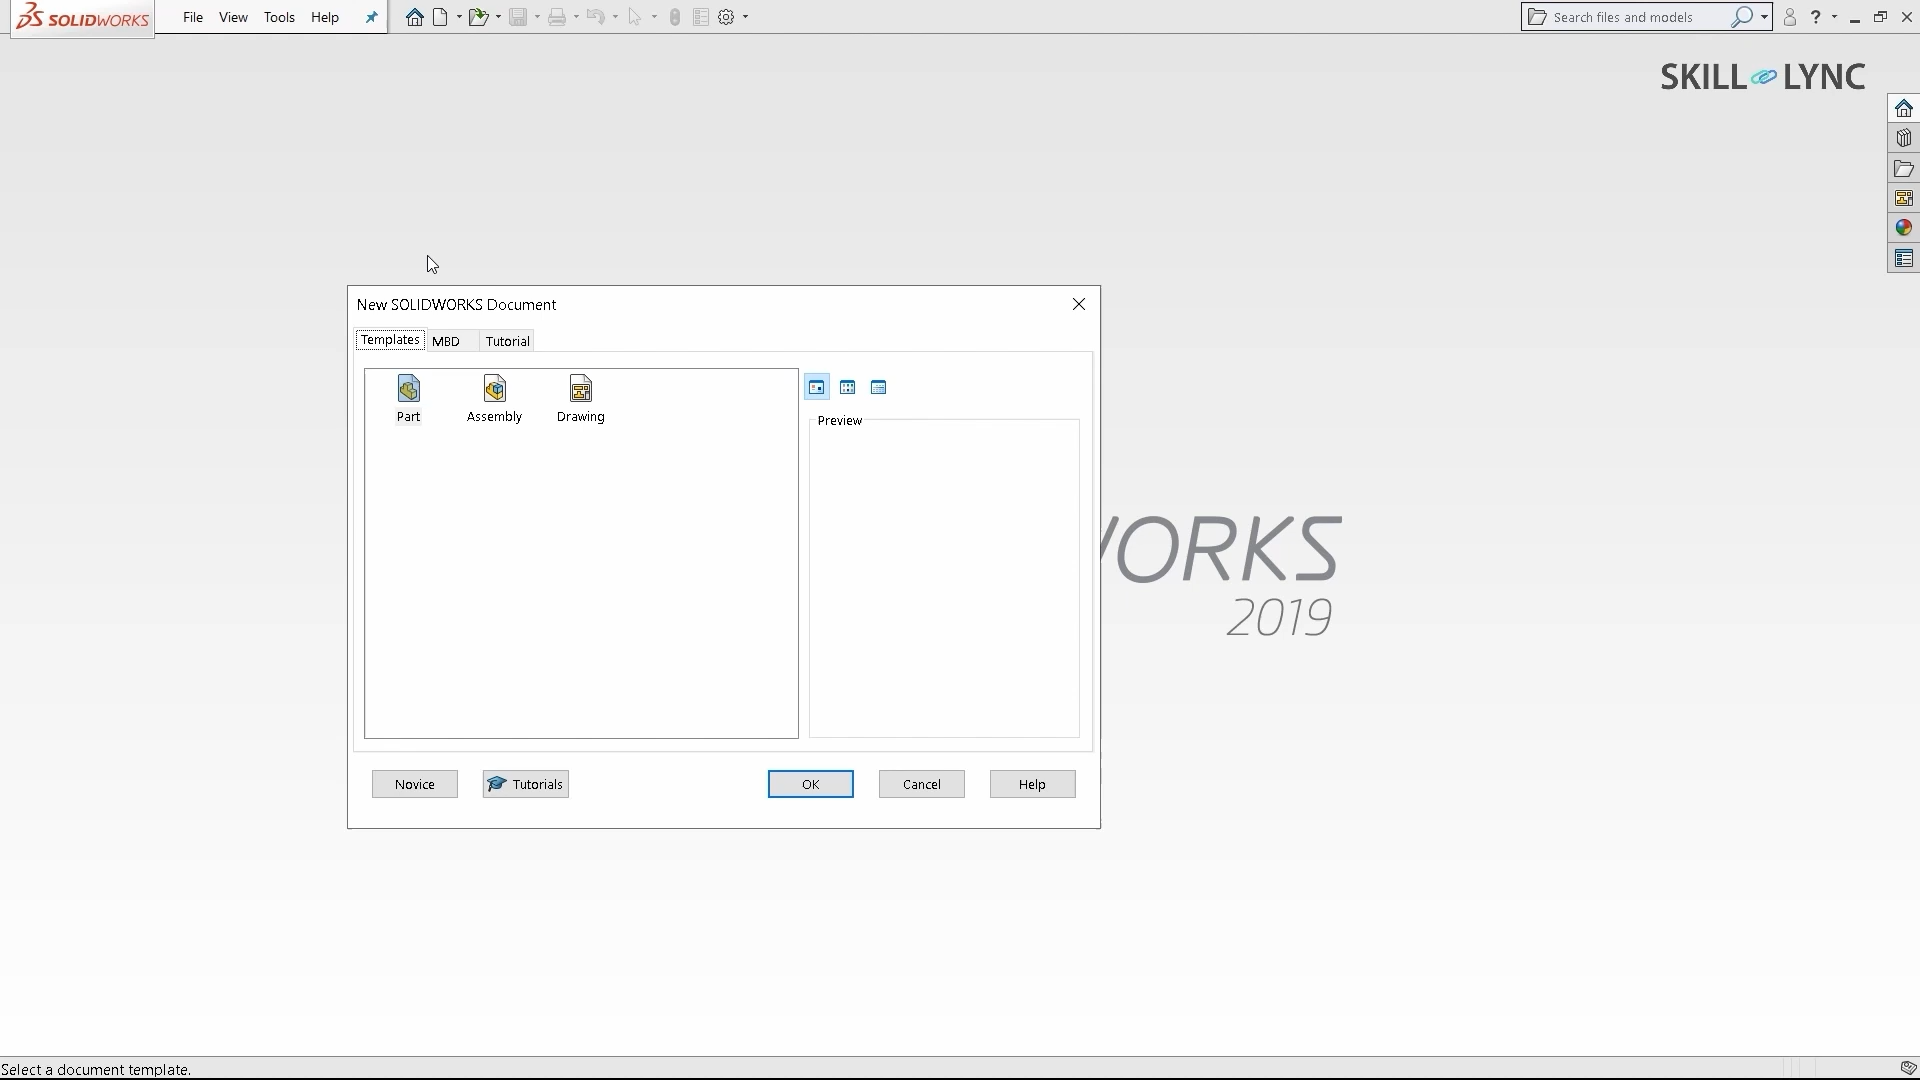 SOLIDWORKS File View Tools Help Search files and models ?
SKILL LYNC
New SOLIDWORKS Document
Templates MBD Tutorial
Part Assembly Drawing
Preview
WORKS
2019
Novice Tutorials OK Cancel Help
Select a document template.